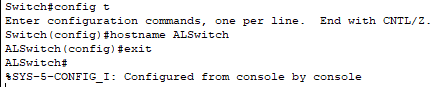 Switch#config t
Enter configuration commands, one per line.  End with CNTL/Z.
Switch(config)#hostname ALSwitch
ALSwitch(config)#exit
ALSwitch#
%SYS-5-CONFIG_I: Configured from console by console